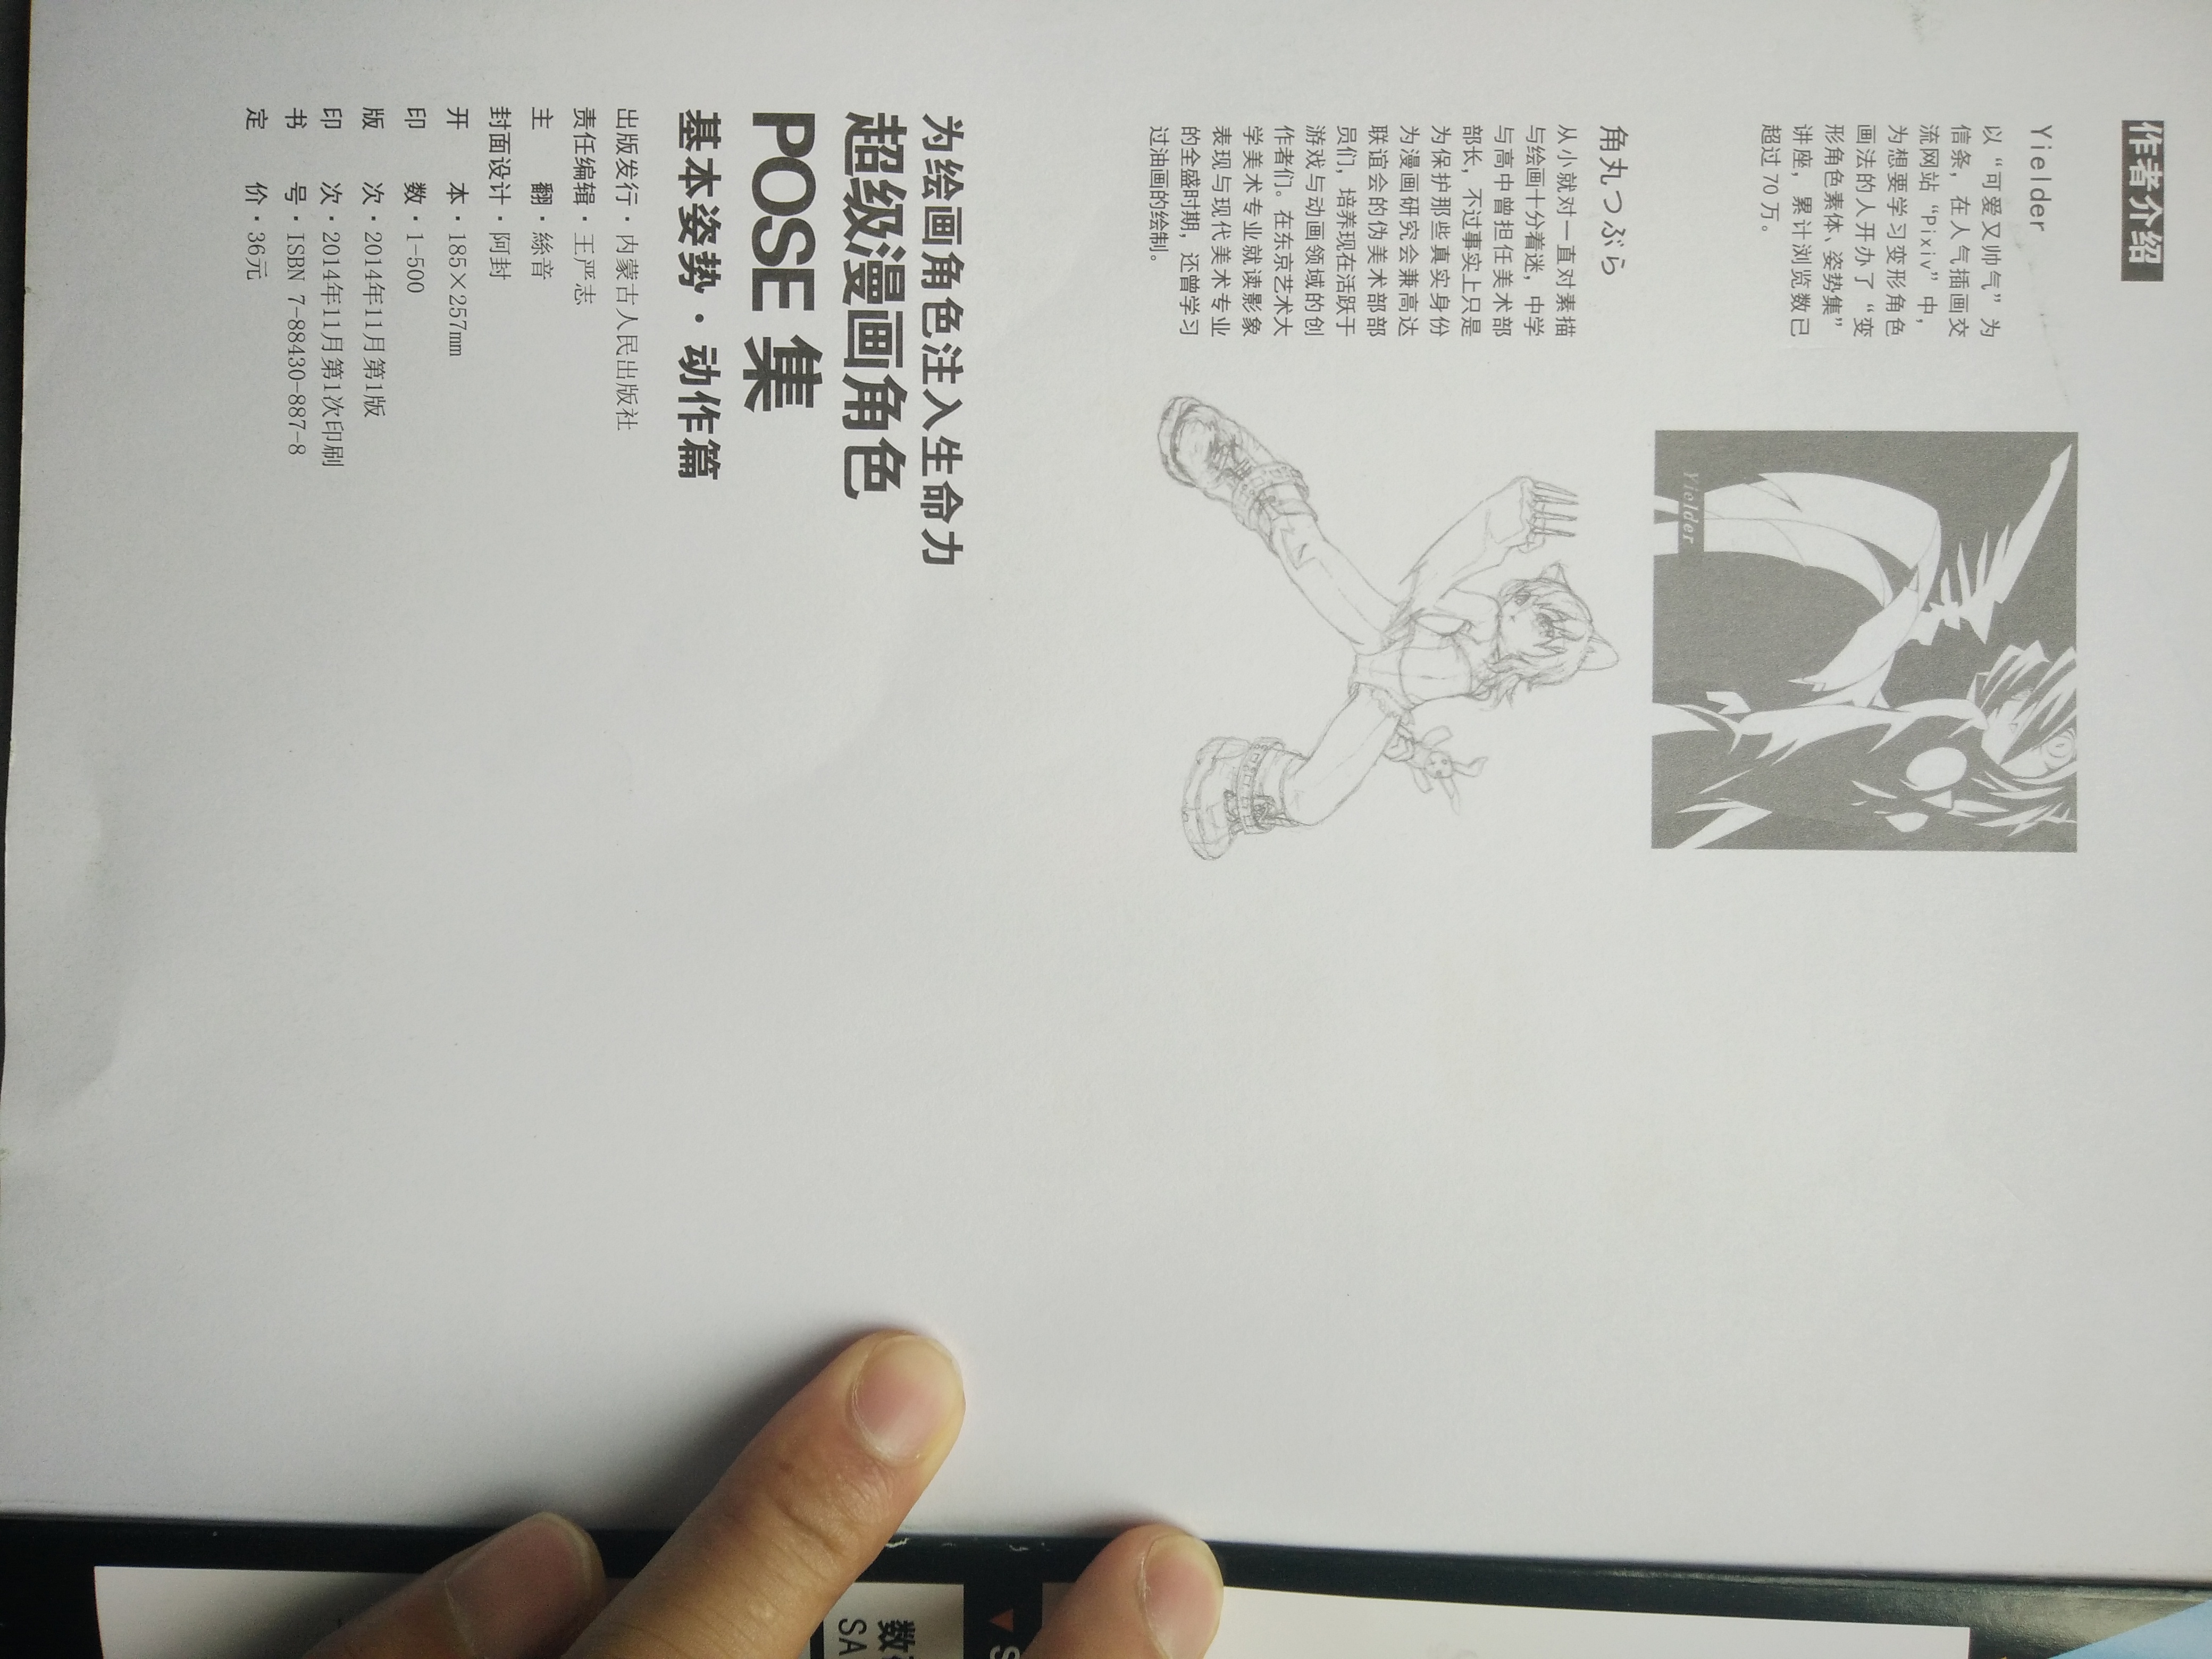 作者介绍
Yielder
以“可爱又帅气”为
信条，在人气插画交
流网站“Pixiv”中，
为想要学习变形角色
画法的人开办了“变
形角色素体、姿势集”
讲座，累计浏览数已
超过70万。
Yielder
角丸つぶら
从小就对一直对素描
与绘画十分着迷，中学
与高中曾担任美术部
部长，不过事实上只是
为保护那些真实身份
为漫画研究会兼高达
联谊会的伪美术部部
员们，培养现在活跃于
游戏与动画领域的创
作者们。在东京艺术大
学美术专业就读影象
表现与现代美术专业
的全盛时期，还曾学习
过油画的绘制。
为绘画角色注入生命力
超级漫画角色
POSE 集
基本姿势·动作篇
出版发行·内蒙古人民出版社
责任编辑·王严志
主 翻·絲音
封面设计·阿封
开 本·185×257mm
印 数·1-500
版 次·2014年11月第1版
印 次·2014年11月第1次印刷
书 号·ISBN 7-88430-887-8
定 价·36元
数
SA
S